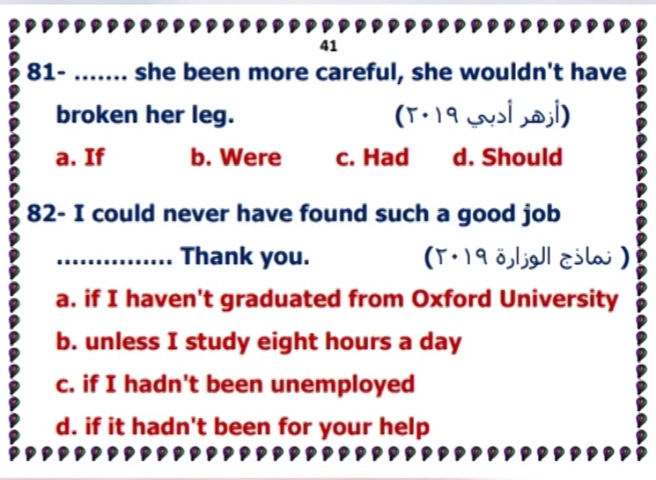 41
81- ....... she been more careful, she wouldn't have
broken her leg. (أزهر أدبي ٢٠١٩)
a. If b. Were c. Had d. Should
82- I could never have found such a good job
............... Thank you. ( نماذج الوزارة ٢٠١٩)
a. if I haven't graduated from Oxford University
b. unless I study eight hours a day
c. if I hadn't been unemployed
d. if it hadn't been for your help